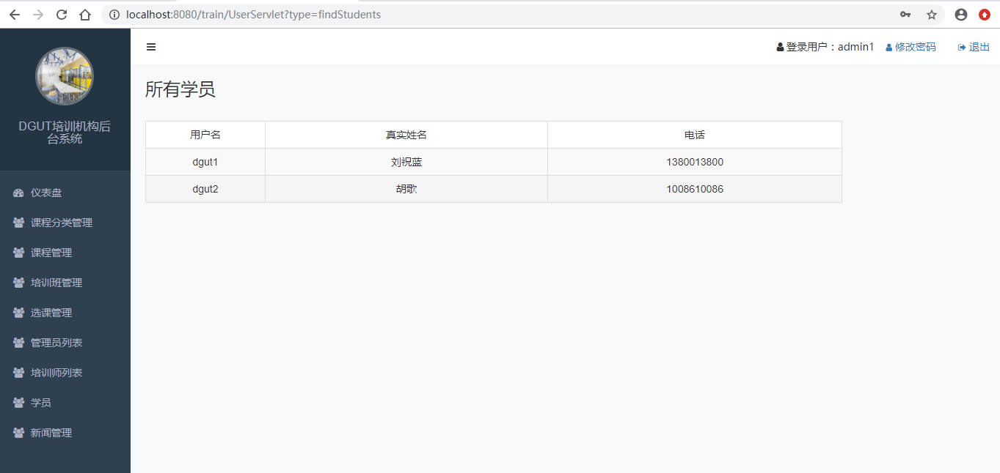 localhost:8080/train/UserServlet?type=findStudents
登录用户：admin1 修改密码 退出
DGUT培训机构后
台系统
仪表盘
课程分类管理
课程管理
培训班管理
选课管理
管理员列表
培训师列表
学员
新闻管理
所有学员
用户名 真实姓名 电话
dgut1 刘祝蓝 1380013800
dgut2 胡歌 1008610086